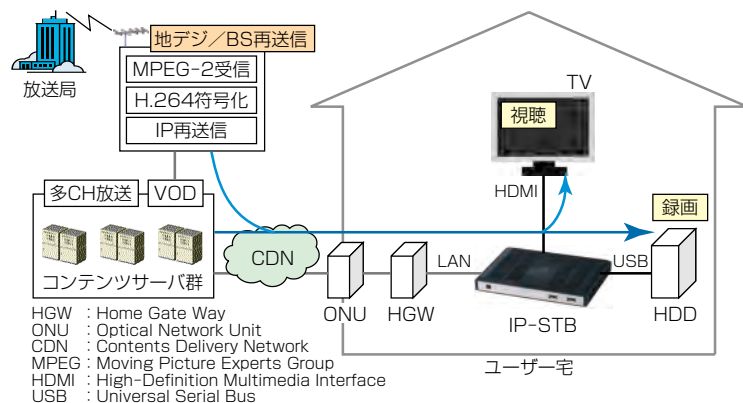 地デジ／BS再送信
MPEG-2受信
H.264符号化
IP再送信
放送局
多CH放送
VOD
コンテンツサーバ群
CDN
ONU
HGW
LAN
TV
視聴
HDMI
録画
USB
IP-STB
HDD
ユーザー宅
HGW : Home Gate Way
ONU : Optical Network Unit
CDN : Contents Delivery Network
MPEG : Moving Picture Experts Group
HDMI : High-Definition Multimedia Interface
USB : Universal Serial Bus